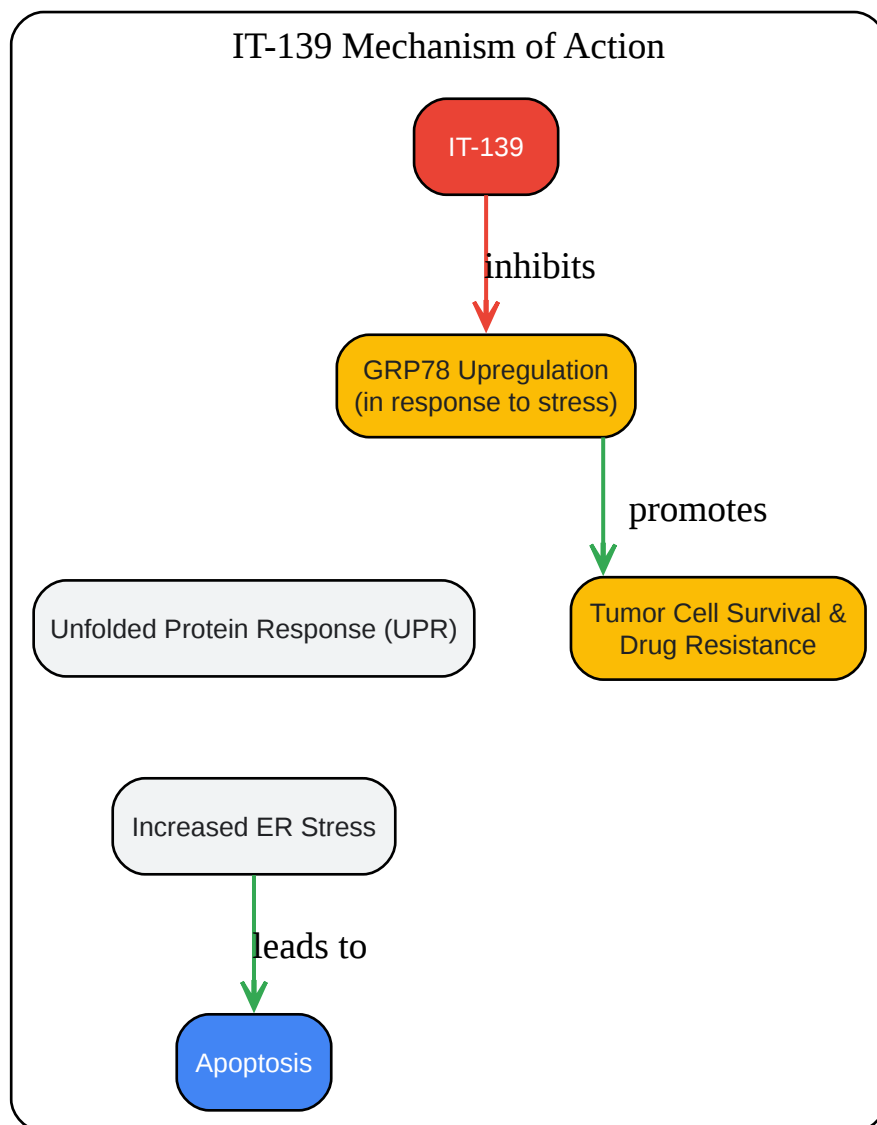 IT-139 Mechanism of Action
IT-139
inhibits
GRP78 Upregulation
(in response to stress)
promotes
Unfolded Protein Response (UPR)
Tumor Cell Survival &
Drug Resistance
Increased ER Stress
leads to
Apoptosis